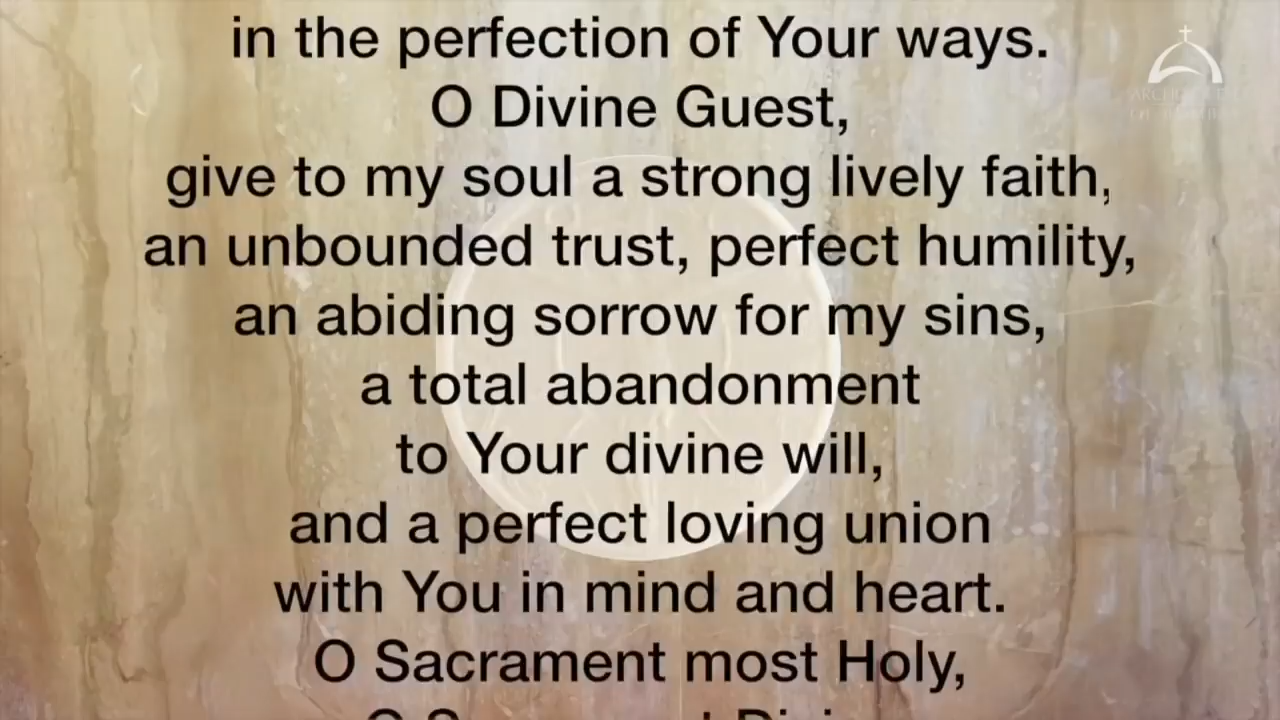 in the perfection of Your ways.
O Divine Guest,
give to my soul a strong lively faith,
an unbounded trust, perfect humility,
an abiding sorrow for my sins,
a total abandonment
to Your divine will,
and a perfect loving union
with You in mind and heart.
O Sacrament most Holy,